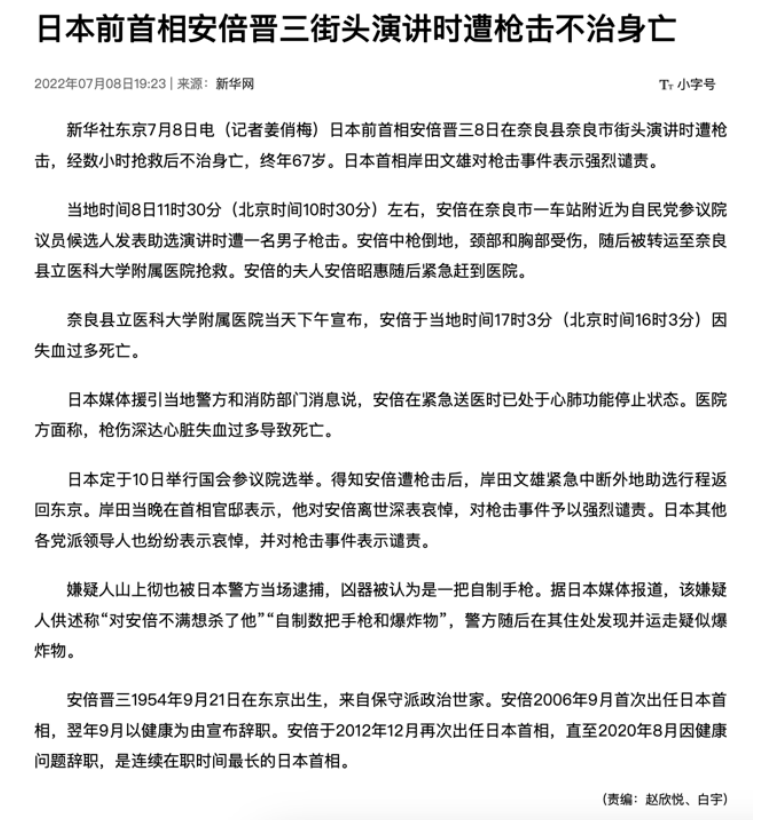 日本前首相安倍晋三街头演讲时遭枪击不治身亡
2022年07月08日19:23 | 来源：新华网
TT 小字号
新华社东京7月8日电（记者姜俏梅）日本前首相安倍晋三8日在奈良县奈良市街头演讲时遭枪
击，经数小时抢救后不治身亡，终年67岁。日本首相岸田文雄对枪击事件表示强烈谴责。
当地时间8日11时30分（北京时间10时30分）左右，安倍在奈良市一车站附近为自民党参议院
议员候选人发表助选演讲时遭一名男子枪击。安倍中枪倒地，颈部和胸部受伤，随后被转运至奈良
县立医科大学附属医院抢救。安倍的夫人安倍昭惠随后紧急赶到医院。
奈良县立医科大学附属医院当天下午宣布，安倍于当地时间17时3分（北京时间16时3分）因
失血过多死亡。
日本媒体援引当地警方和消防部门消息说，安倍在紧急送医时已处于心肺功能停止状态。医院
方面称，枪伤深达心脏失血过多导致死亡。
日本定于10日举行国会参议院选举。得知安倍遭枪击后，岸田文雄紧急中断外地助选行程返
回东京。岸田当晚在首相官邸表示，他对安倍离世深表哀悼，对枪击事件予以强烈谴责。日本其他
各党派领导人也纷纷表示哀悼，并对枪击事件表示谴责。
嫌疑人山上彻也被日本警方当场逮捕，凶器被认为是一把自制手枪。据日本媒体报道，该嫌疑
人供述称“对安倍不满想杀了他”“自制数把手枪和爆炸物”，警方随后在其住处发现并运走疑似爆
炸物。
安倍晋三1954年9月21日在东京出生，来自保守派政治世家。安倍2006年9月首次出任日本首
相，翌年9月以健康为由宣布辞职。安倍于2012年12月再次出任日本首相，直至2020年8月因健康
问题辞职，是连续在职时间最长的日本首相。
(责编：赵欣悦、白宇)